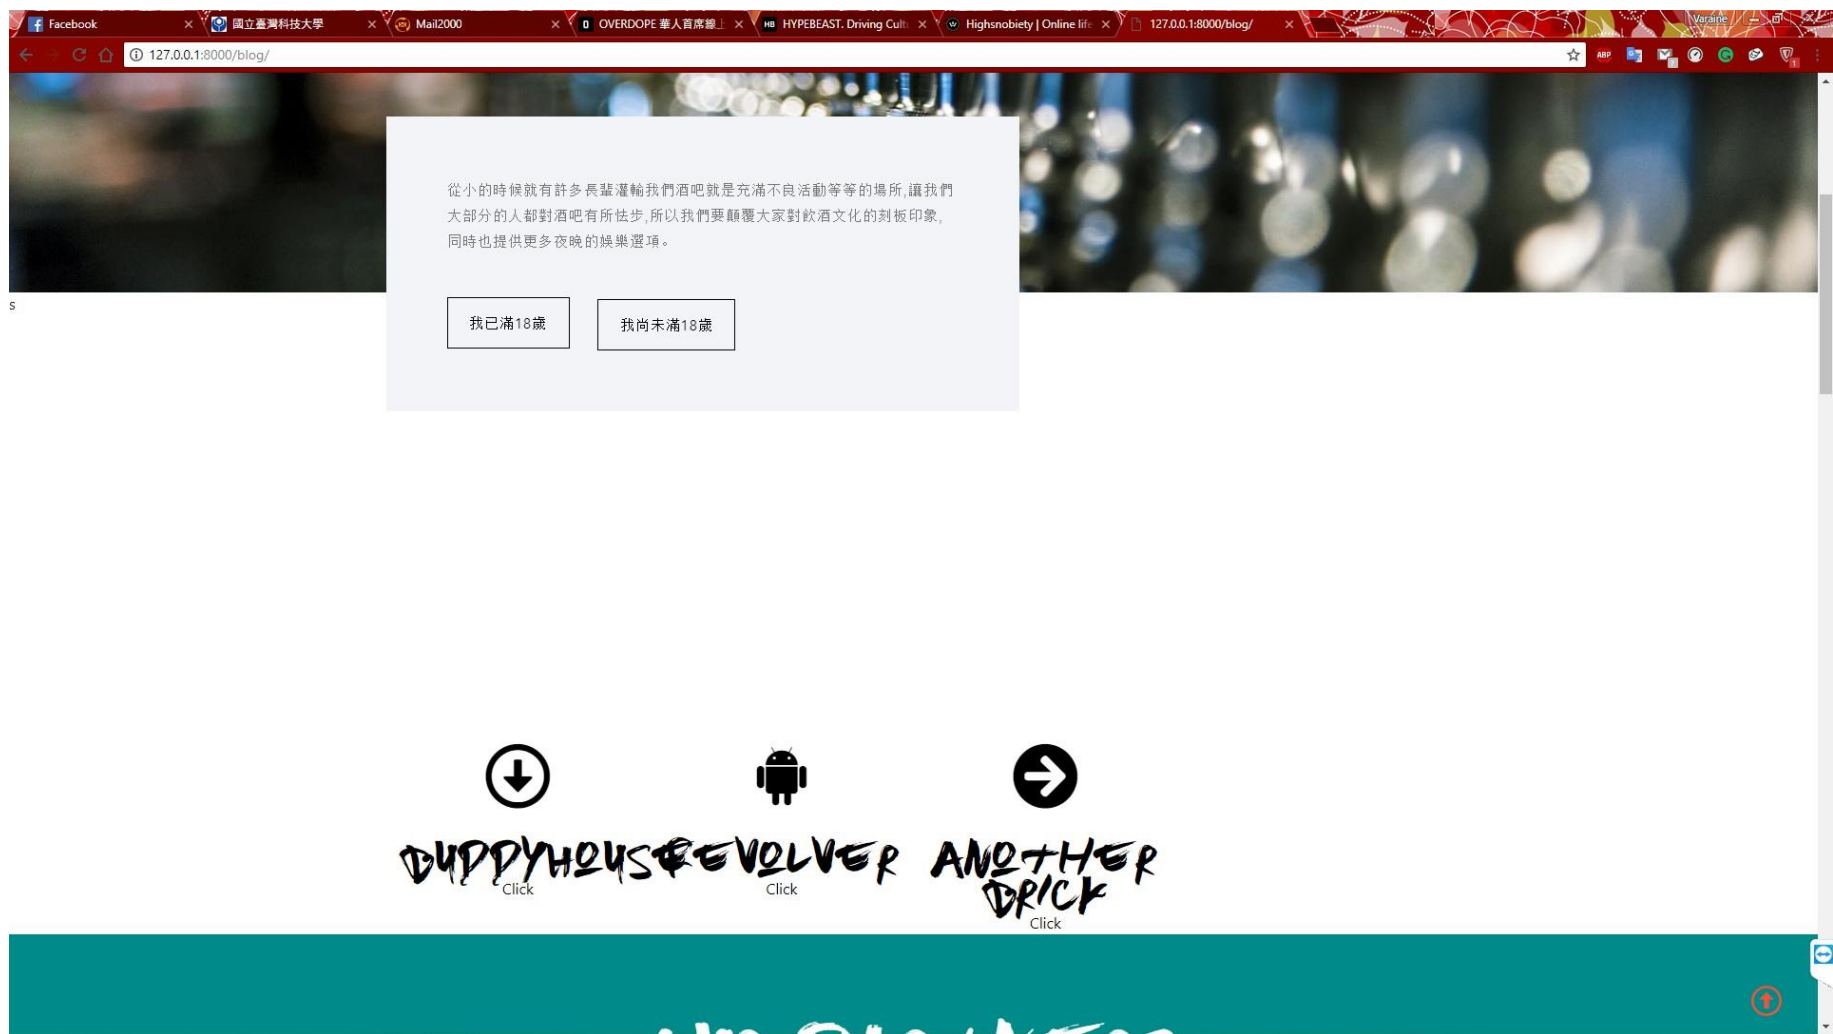 Facebook
國立臺灣科技大學
Mail2000
OVERDOPE 華人首席線上
HYPEBEAST. Driving Cult
Highsnobiety | Online life
127.0.0.1:8000/blog/
Varaine
127.0.0.1:8000/blog/
ABP
從小的時候就有許多長輩灌輸我們酒吧就是充滿不良活動等等的場所,讓我們
大部分的人都對酒吧有所怯步,所以我們要顛覆大家對飲酒文化的刻板印象,
同時也提供更多夜晚的娛樂選項。
s
我已滿18歲
我尚未滿18歲
BUDDYHOUSE
REVOLVER
ANOTHER
BRICK
Click
Click
Click